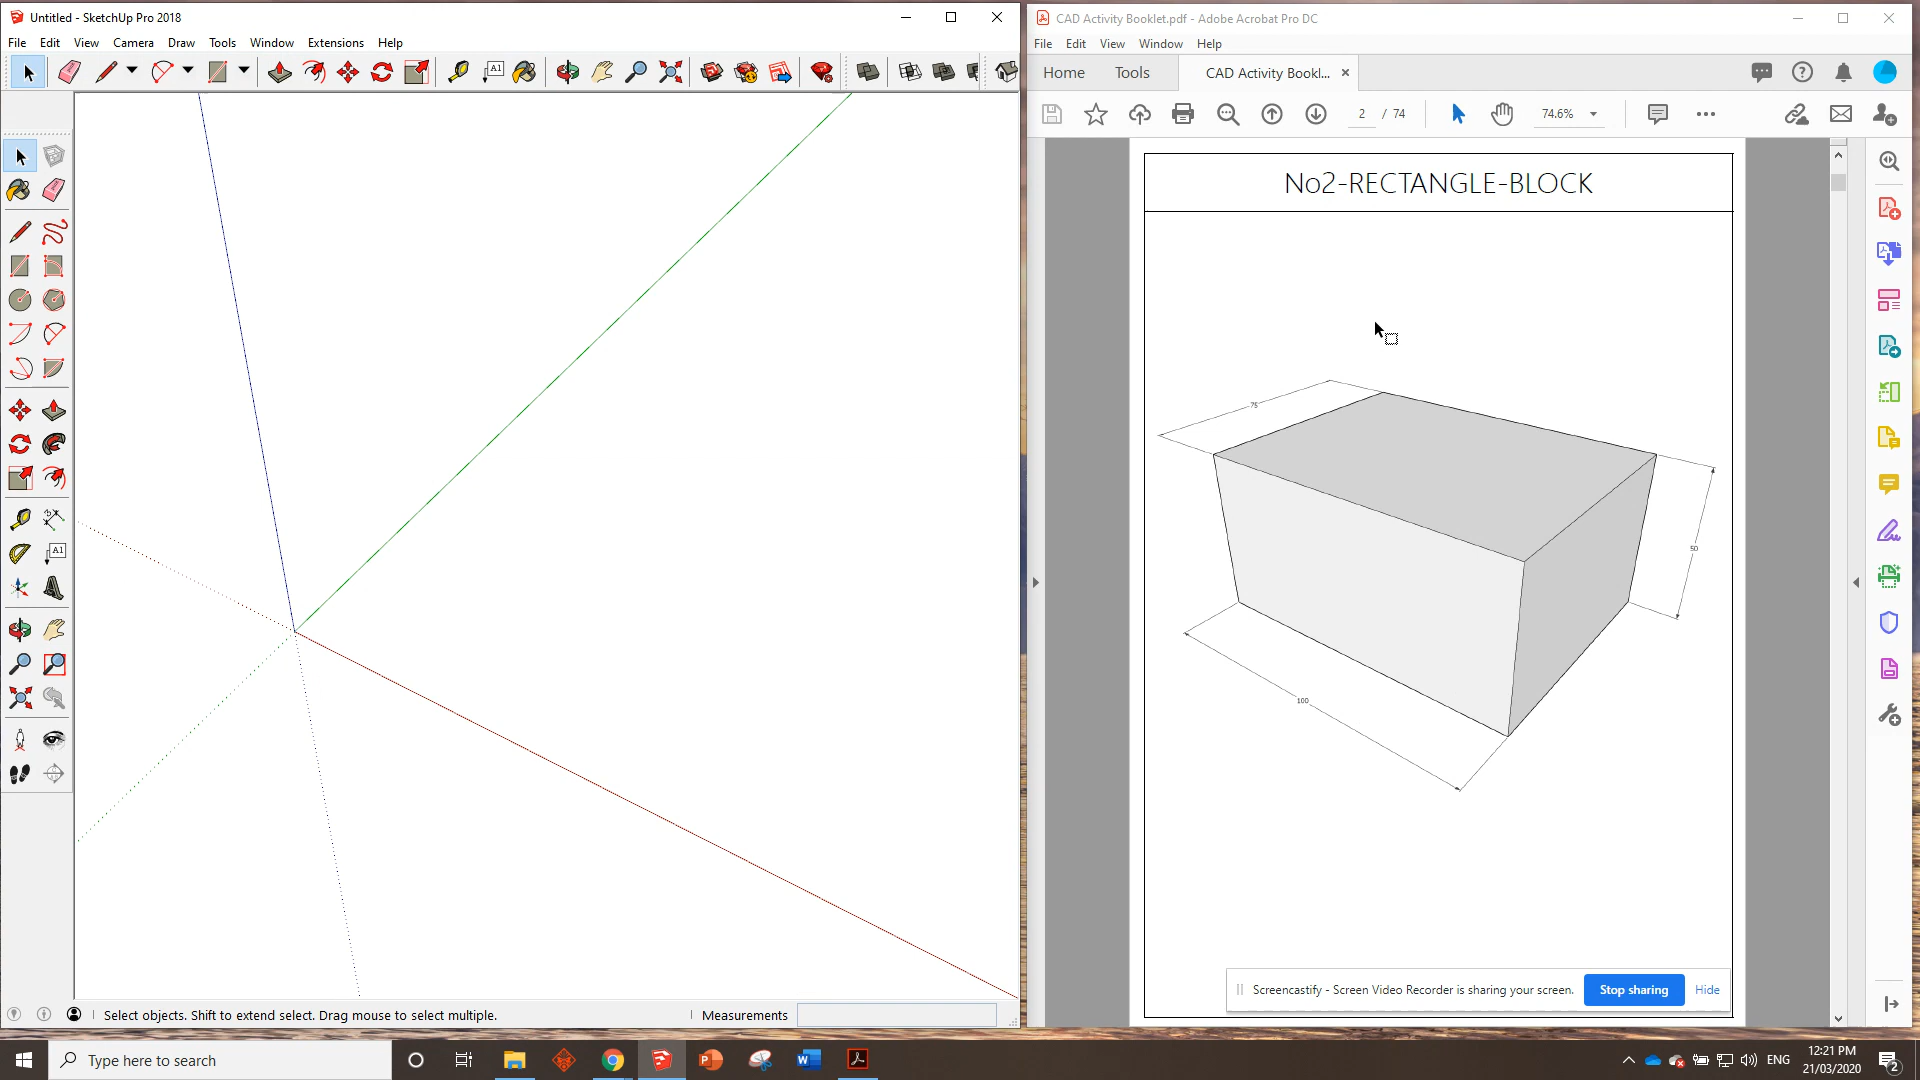 Untitled - SketchUp Pro 2018
File Edit View Camera Draw Tools Window Extensions Help
A1
A1
Select objects. Shift to extend select. Drag mouse to select multiple.
Measurements
CAD Activity Booklet.pdf - Adobe Acrobat Pro DC
File Edit View Window Help
Home Tools CAD Activity Bookl... ×
2 / 74 74.6%
No2-RECTANGLE-BLOCK
75
50
100
Screencastify - Screen Video Recorder is sharing your screen. Stop sharing Hide
Type here to search
ENG
12:21 PM
21/03/2020
2